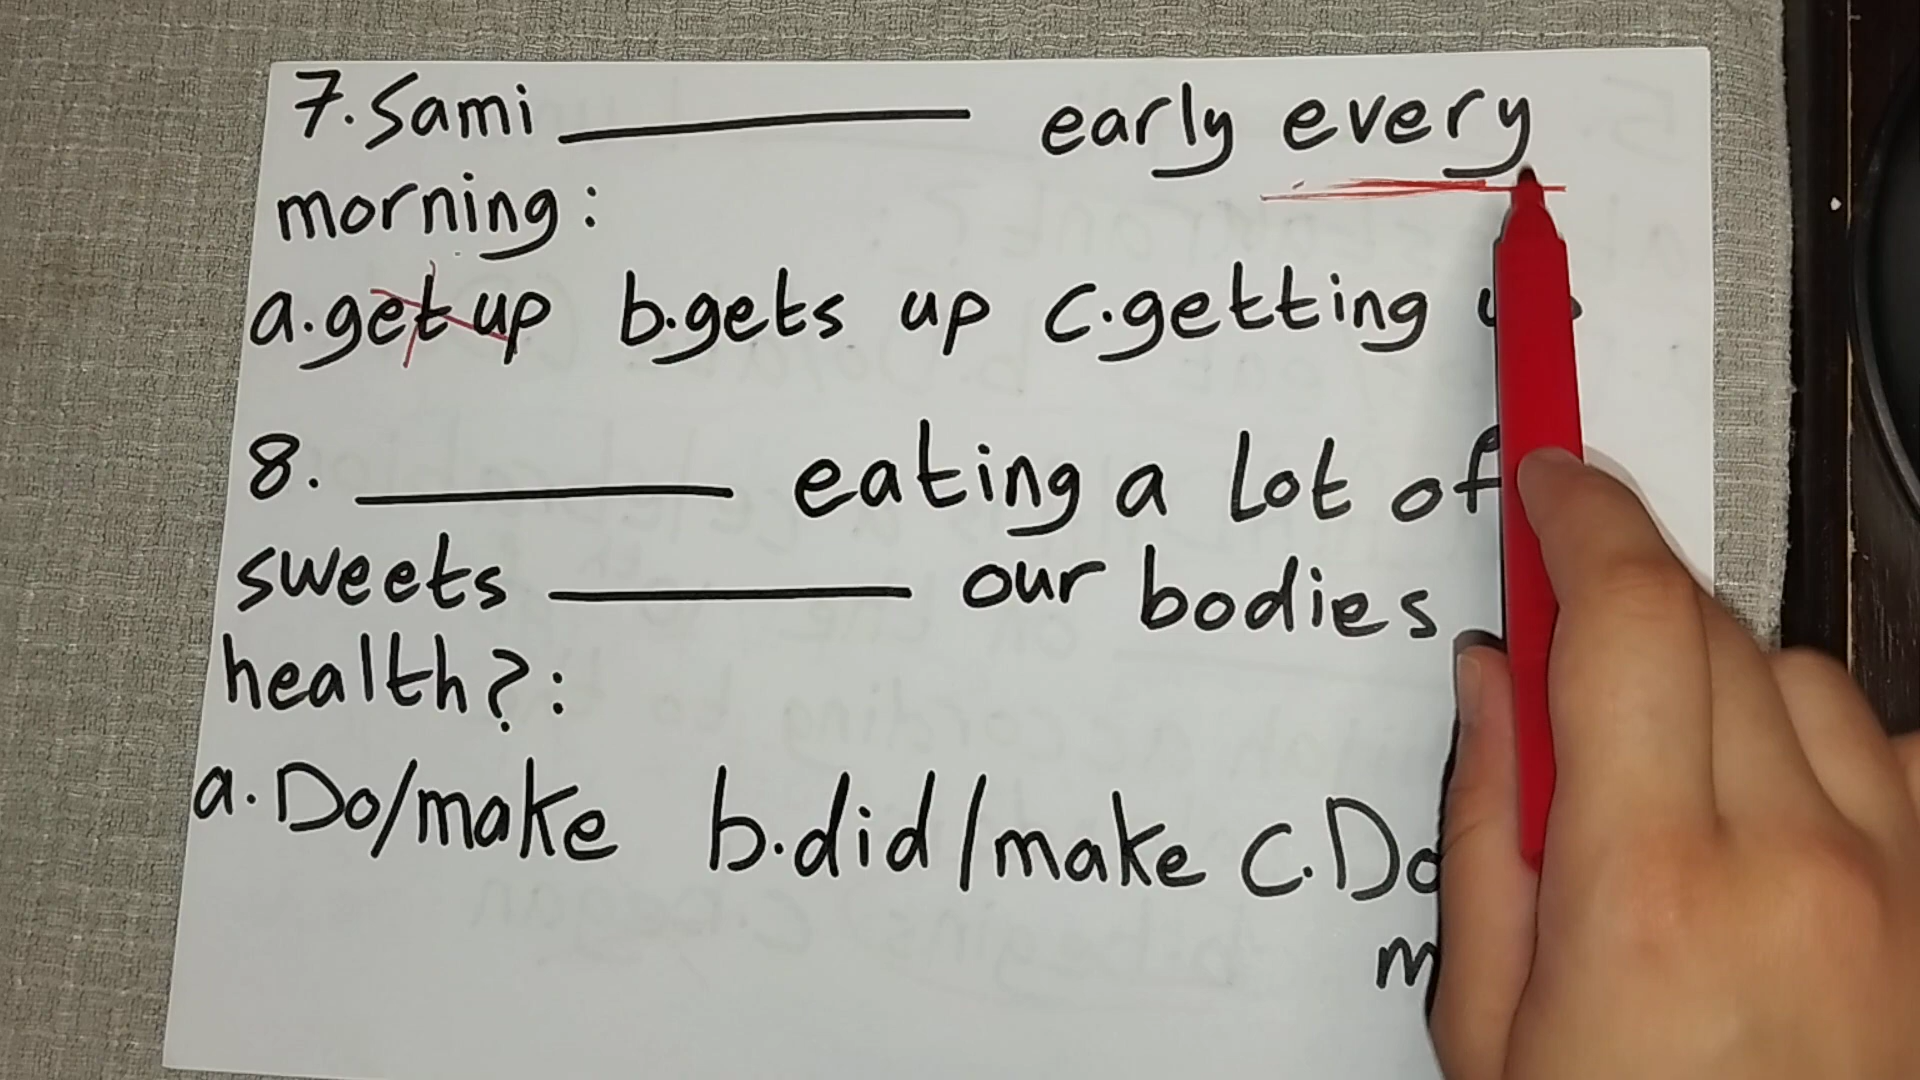 7. Sami ________ early every
morning:
a. get up b. gets up c. getting
8. ________ eating a lot of
sweets ________ our bodies
health?:
a. Do/make b. did/make c. Do